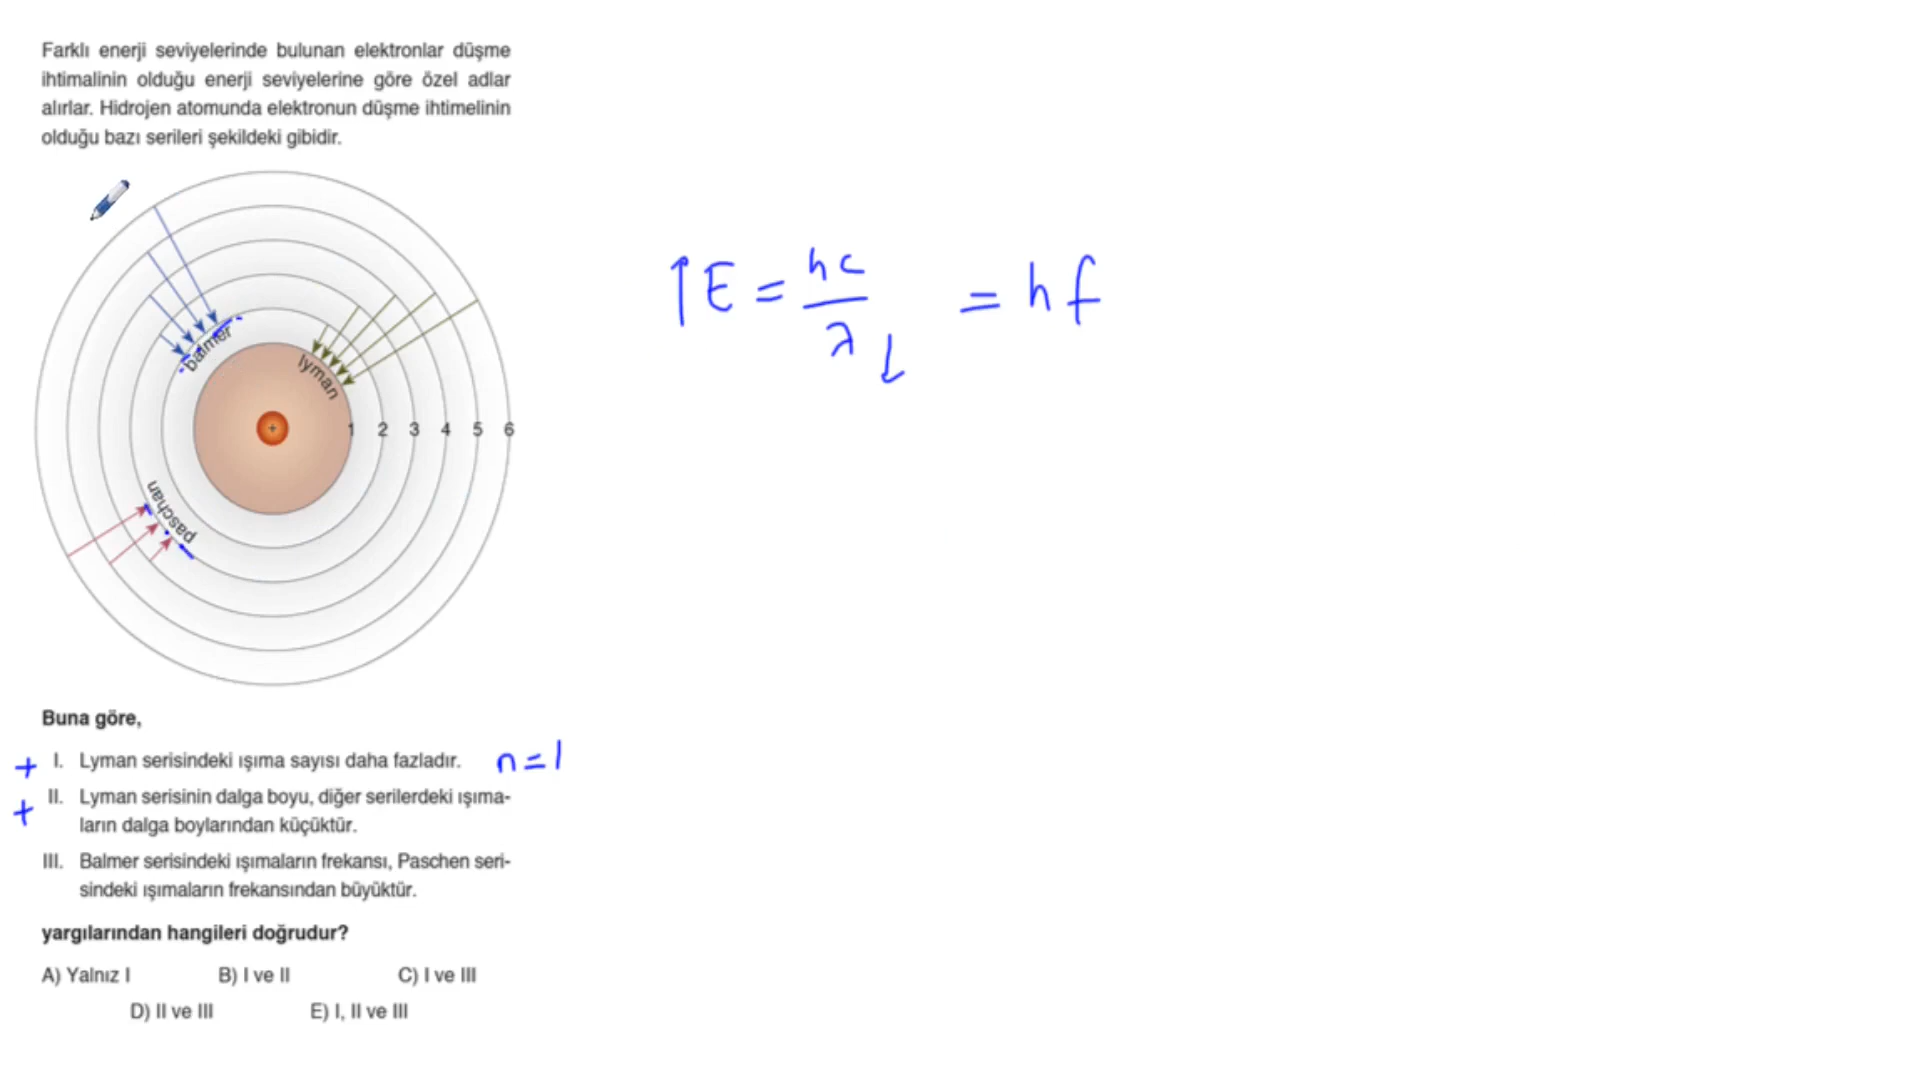 Farklı enerji seviyelerinde bulunan elektronlar düşme
ihtimalinin olduğu enerji seviyelerine göre özel adlar
alırlar. Hidrojen atomunda elektronun düşme ihtimelinin
olduğu bazı serileri şekildeki gibidir.
balmer
lyman
+
1 2 3 4 5 6
paschan
↑E = hc/λ↓ = hf
Buna göre,
+ I. Lyman serisindeki ışıma sayısı daha fazladır. n=1
+ II. Lyman serisinin dalga boyu, diğer serilerdeki ışıma-
ların dalga boylarından küçüktür.
III. Balmer serisindeki ışımaların frekansı, Paschen seri-
sindeki ışımaların frekansından büyüktür.
yargılarından hangileri doğrudur?
A) Yalnız I B) I ve II C) I ve III
D) II ve III E) I, II ve III